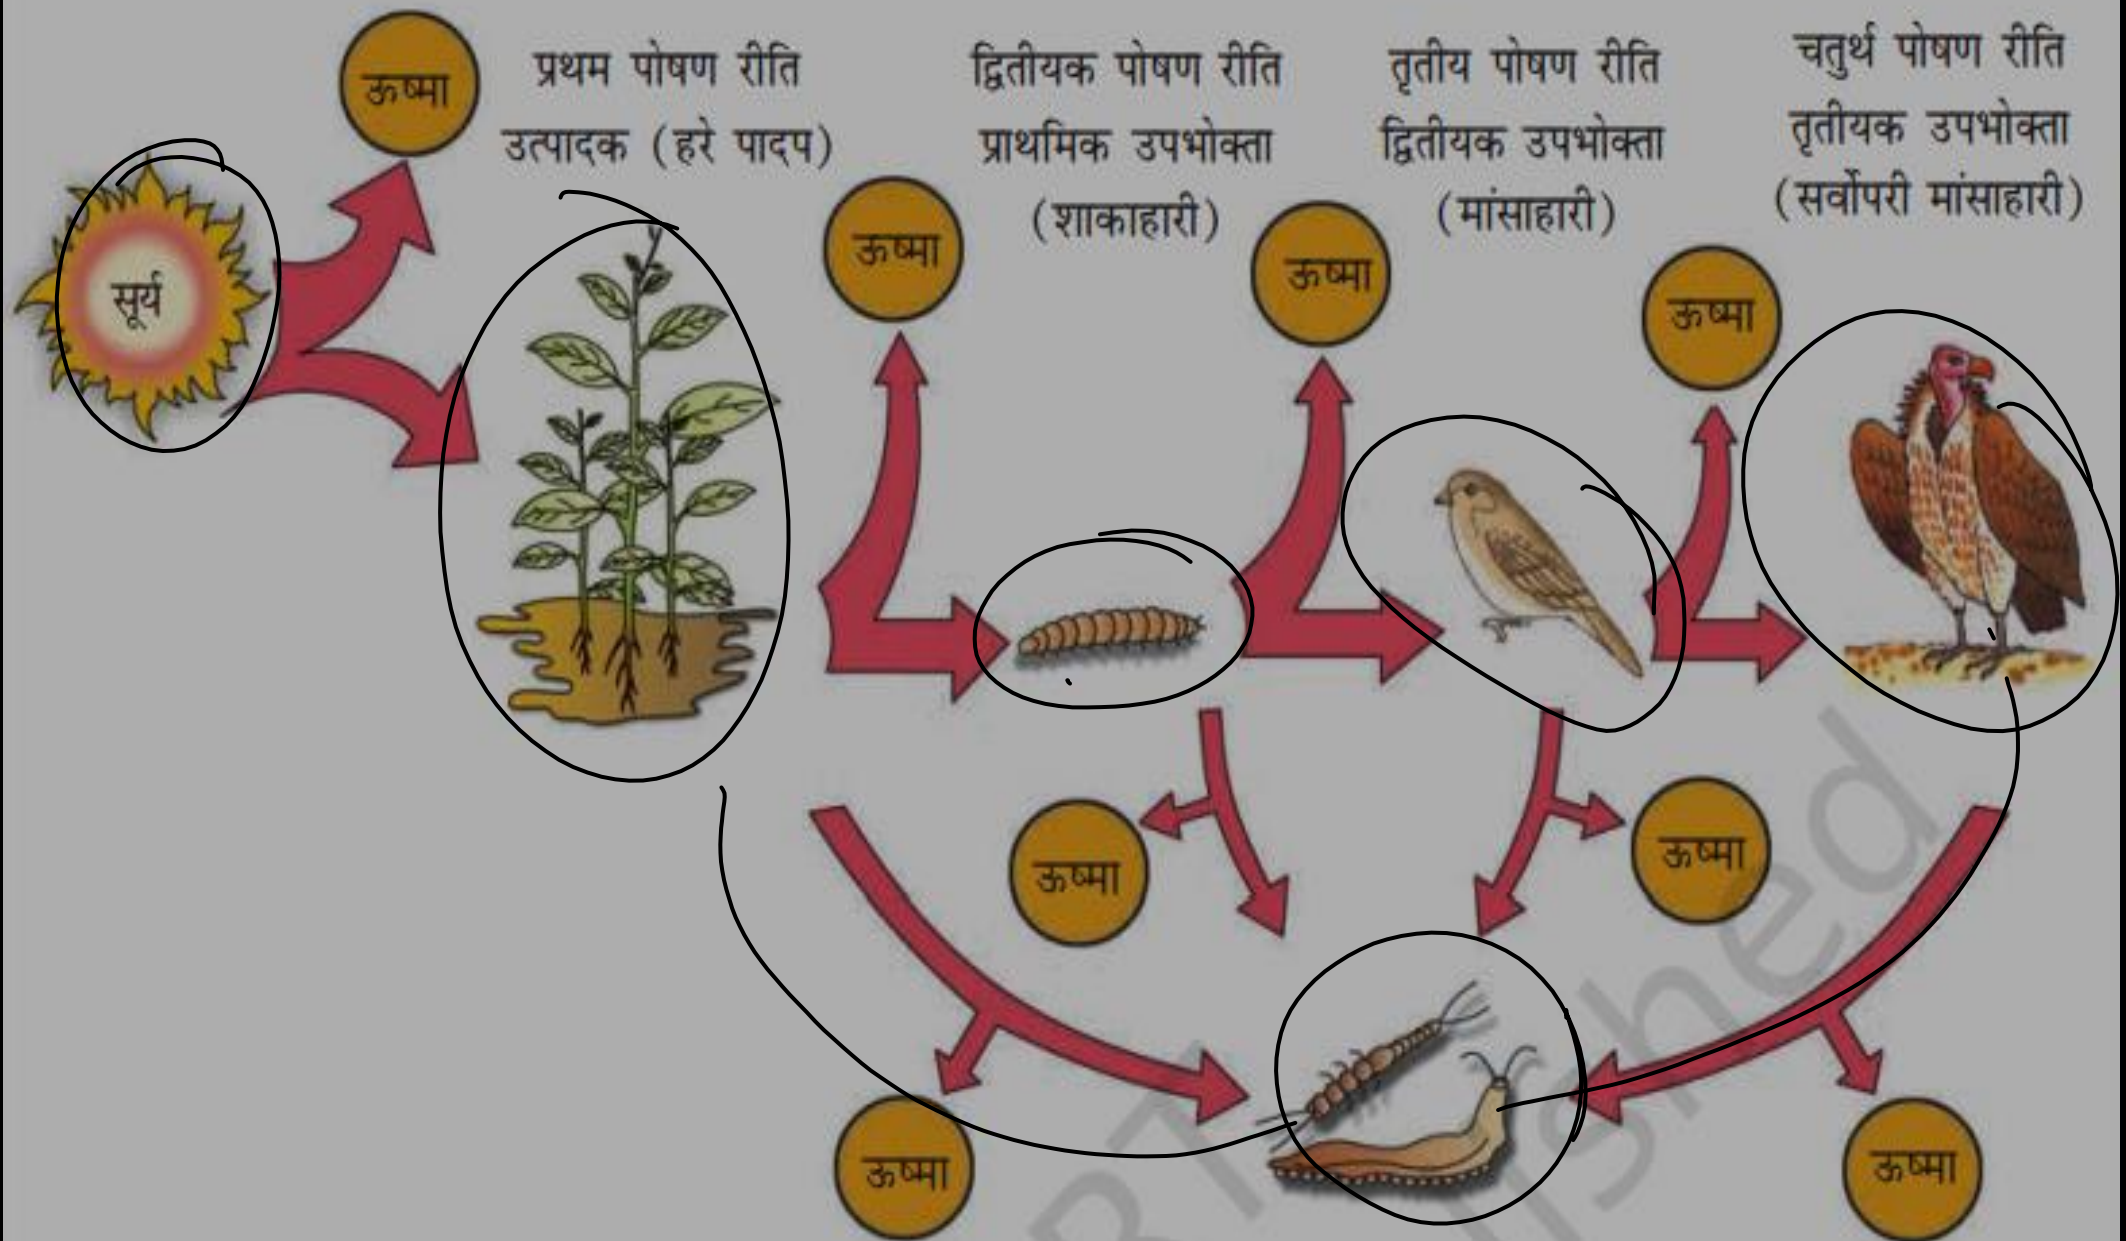 ऊष्मा
प्रथम पोषण रीति
उत्पादक (हरे पादप)
द्वितीयक पोषण रीति
प्राथमिक उपभोक्ता
(शाकाहारी)
तृतीय पोषण रीति
द्वितीयक उपभोक्ता
(मांसाहारी)
चतुर्थ पोषण रीति
तृतीयक उपभोक्ता
(सर्वोपरी मांसाहारी)
सूर्य
ऊष्मा
ऊष्मा
ऊष्मा
ऊष्मा
ऊष्मा
ऊष्मा
ऊष्मा